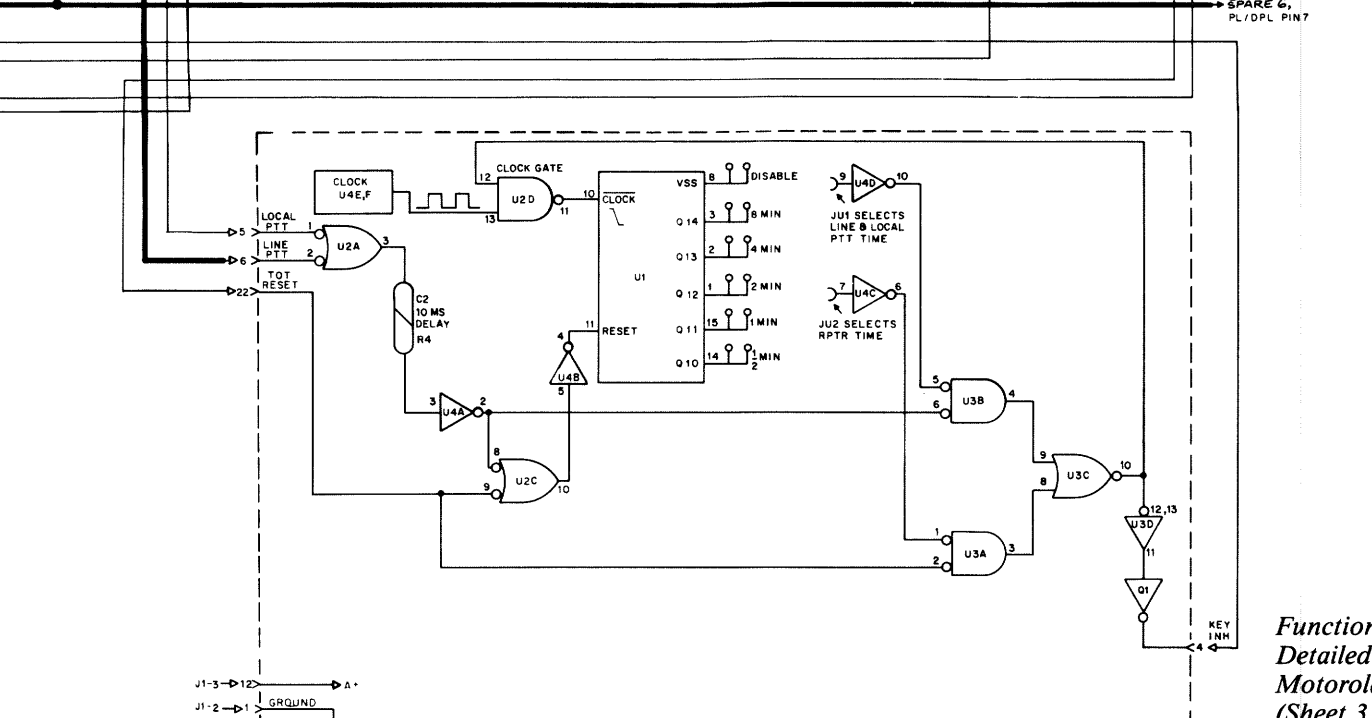 SPARE 6,
PL/DPL PIN7
CLOCK
U4E,F
CLOCK GATE
12
U2D
13
11
10
CLOCK
VSS
8
DISABLE
Q14
3
8 MIN
Q13
2
4 MIN
U1
Q12
1
2 MIN
Q11
15
1 MIN
Q10
14
1/2 MIN
11
RESET
9
U4D
10
JU1 SELECTS
LINE & LOCAL
PTT TIME
7
U4C
6
JU2 SELECTS
RPTR TIME
LOCAL
PTT
5
1
LINE
PTT
6
2
U2A
3
TOT
RESET
22
C2
10 MS
DELAY
R4
4
U4B
5
3
U4A
2
8
9
U2C
10
5
6
U3B
4
9
8
U3C
10
1
2
U3A
3
12,13
U3D
11
Q1
KEY
INH
4
J1-3
12
A+
J1-2
1
GROUND
Function
Detailed
Motorol
(Sheet 3